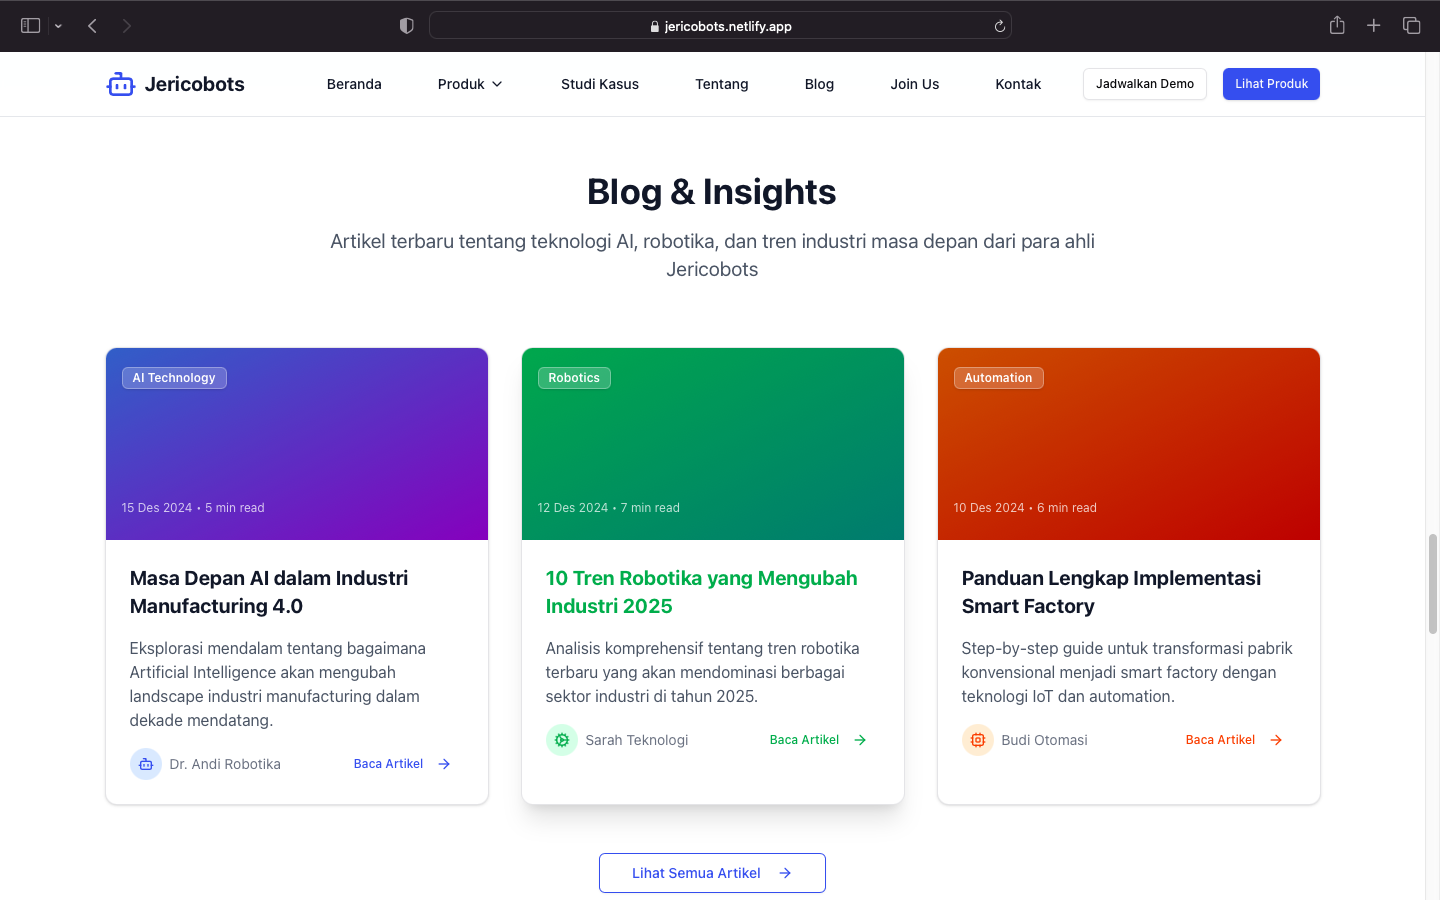 jericobots.netlify.app
Jericobots
Beranda
Produk
Studi Kasus
Tentang
Blog
Join Us
Kontak
Jadwalkan Demo
Lihat Produk
Blog & Insights
Artikel terbaru tentang teknologi AI, robotika, dan tren industri masa depan dari para ahli
Jericobots
AI Technology
15 Des 2024 • 5 min read
Masa Depan AI dalam Industri
Manufacturing 4.0
Eksplorasi mendalam tentang bagaimana
Artificial Intelligence akan mengubah
landscape industri manufacturing dalam
dekade mendatang.
Dr. Andi Robotika
Baca Artikel
Robotics
12 Des 2024 • 7 min read
10 Tren Robotika yang Mengubah
Industri 2025
Analisis komprehensif tentang tren robotika
terbaru yang akan mendominasi berbagai
sektor industri di tahun 2025.
Sarah Teknologi
Baca Artikel
Automation
10 Des 2024 • 6 min read
Panduan Lengkap Implementasi
Smart Factory
Step-by-step guide untuk transformasi pabrik
konvensional menjadi smart factory dengan
teknologi IoT dan automation.
Budi Otomasi
Baca Artikel
Lihat Semua Artikel